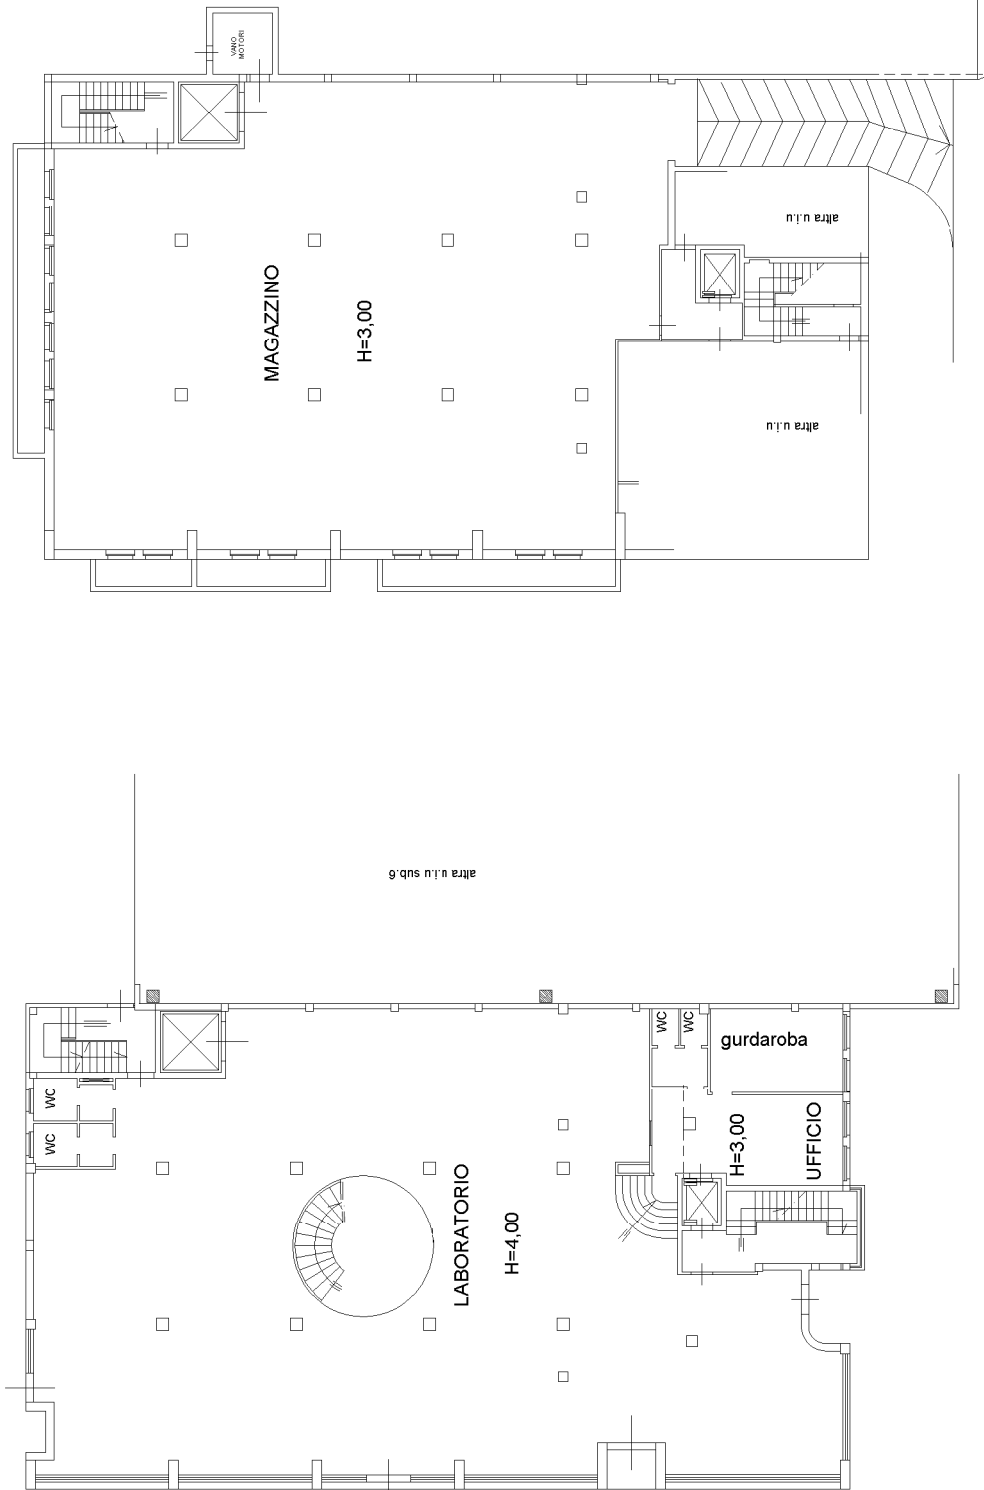 VANO
MOTORI
altra u.i.u
MAGAZZINO
H=3,00
altra u.i.u
altra u.i.u sub.6
WC
WC
gurdaroba
WC
WC
H=3,00
UFFICIO
LABORATORIO
H=4,00